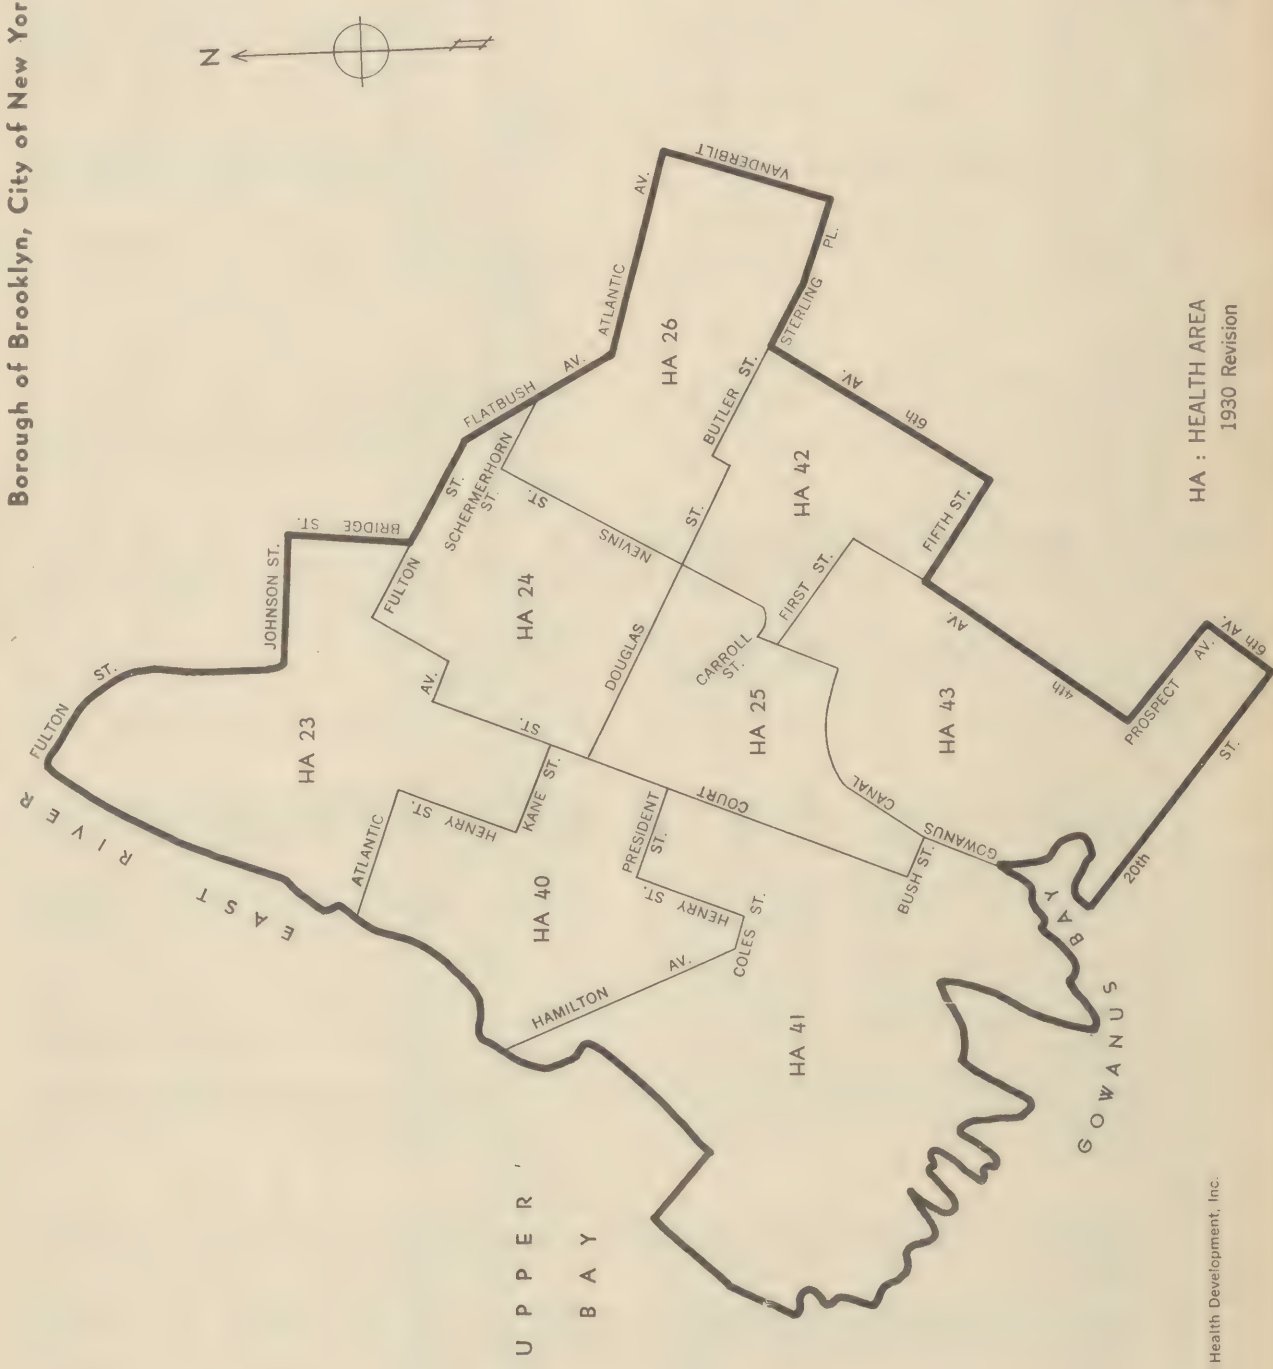 Borough of Brooklyn, City of New Yor
N
EAST RIVER
FULTON ST.
JOHNSON ST.
BRIDGE ST.
HA 23
FULTON ST.
FLATBUSH AV.
SCHERMERHORN ST.
ATLANTIC AV.
VANDERBILT
STERLING PL.
HA 26
ATLANTIC AV.
HENRY ST.
KANE ST.
COURT ST.
HA 24
NEVINS ST.
DOUGLAS ST.
BUTLER ST.
HA 42
6th AV.
FIFTH ST.
FIRST ST.
CARROLL ST.
HA 25
HA 40
PRESIDENT ST.
HENRY ST.
COLES ST.
HAMILTON AV.
HA 41
BUSH ST.
GOWANUS CANAL
HA 43
4th AV.
PROSPECT AV.
6th AV.
20th ST.
GOWANUS BAY
UPPER
BAY
HA : HEALTH AREA
1930 Revision
Health Development, Inc.